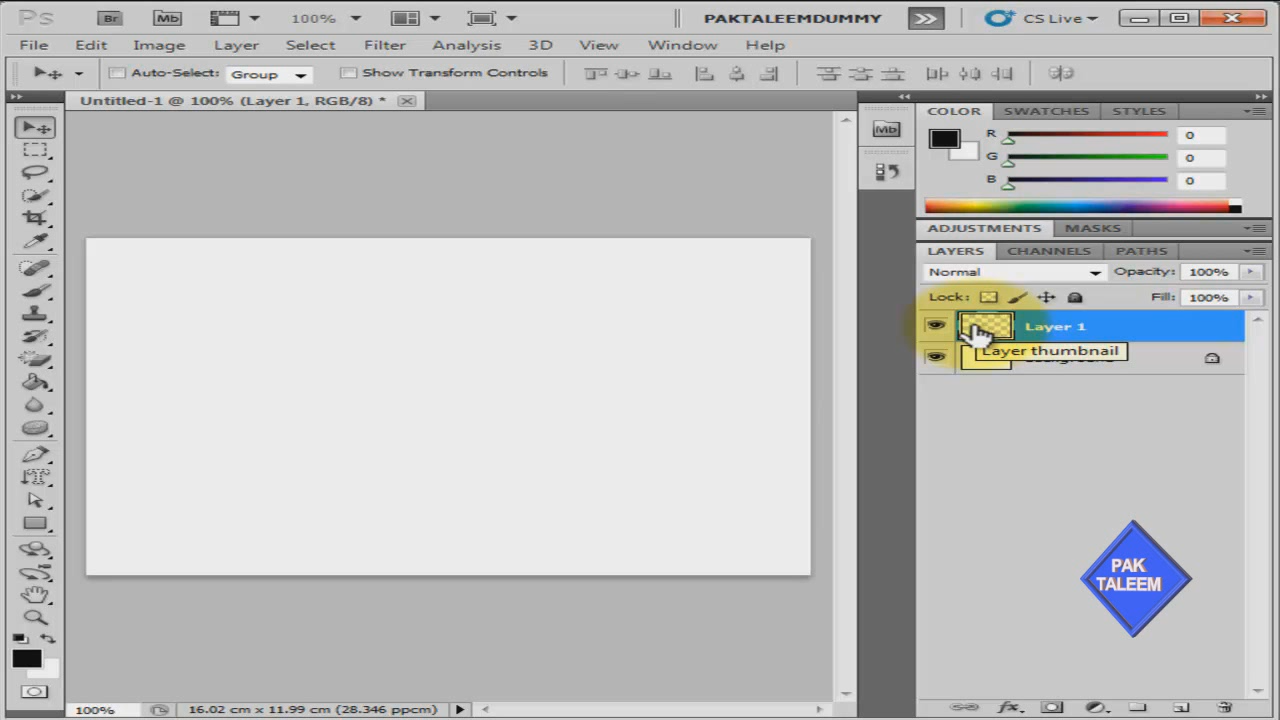 Ps Br Mb 100% PAKTALEEMDUMMY CS Live
File Edit Image Layer Select Filter Analysis 3D View Window Help
Auto-Select: Group Show Transform Controls
Untitled-1 @ 100% (Layer 1, RGB/8) *
COLOR SWATCHES STYLES
Mb
R 0
G 0
B 0
ADJUSTMENTS MASKS
LAYERS CHANNELS PATHS
Normal Opacity: 100%
Lock: Fill: 100%
Layer 1
Layer thumbnail
PAK
TALEEM
100% 16.02 cm x 11.99 cm (28.346 ppcm)